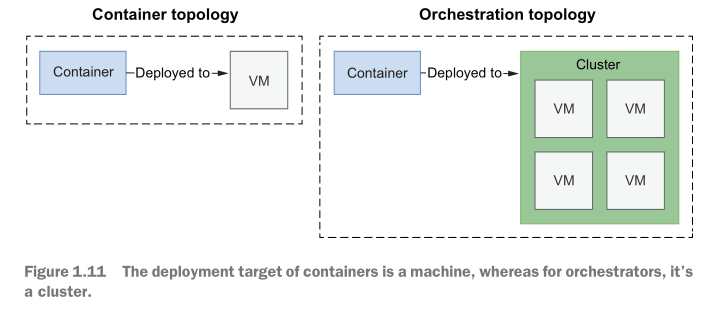 Container topology
Orchestration topology
Container
Deployed to
VM
Container
Deployed to
Cluster
VM
VM
VM
VM
Figure 1.11 The deployment target of containers is a machine, whereas for orchestrators, it’s
a cluster.